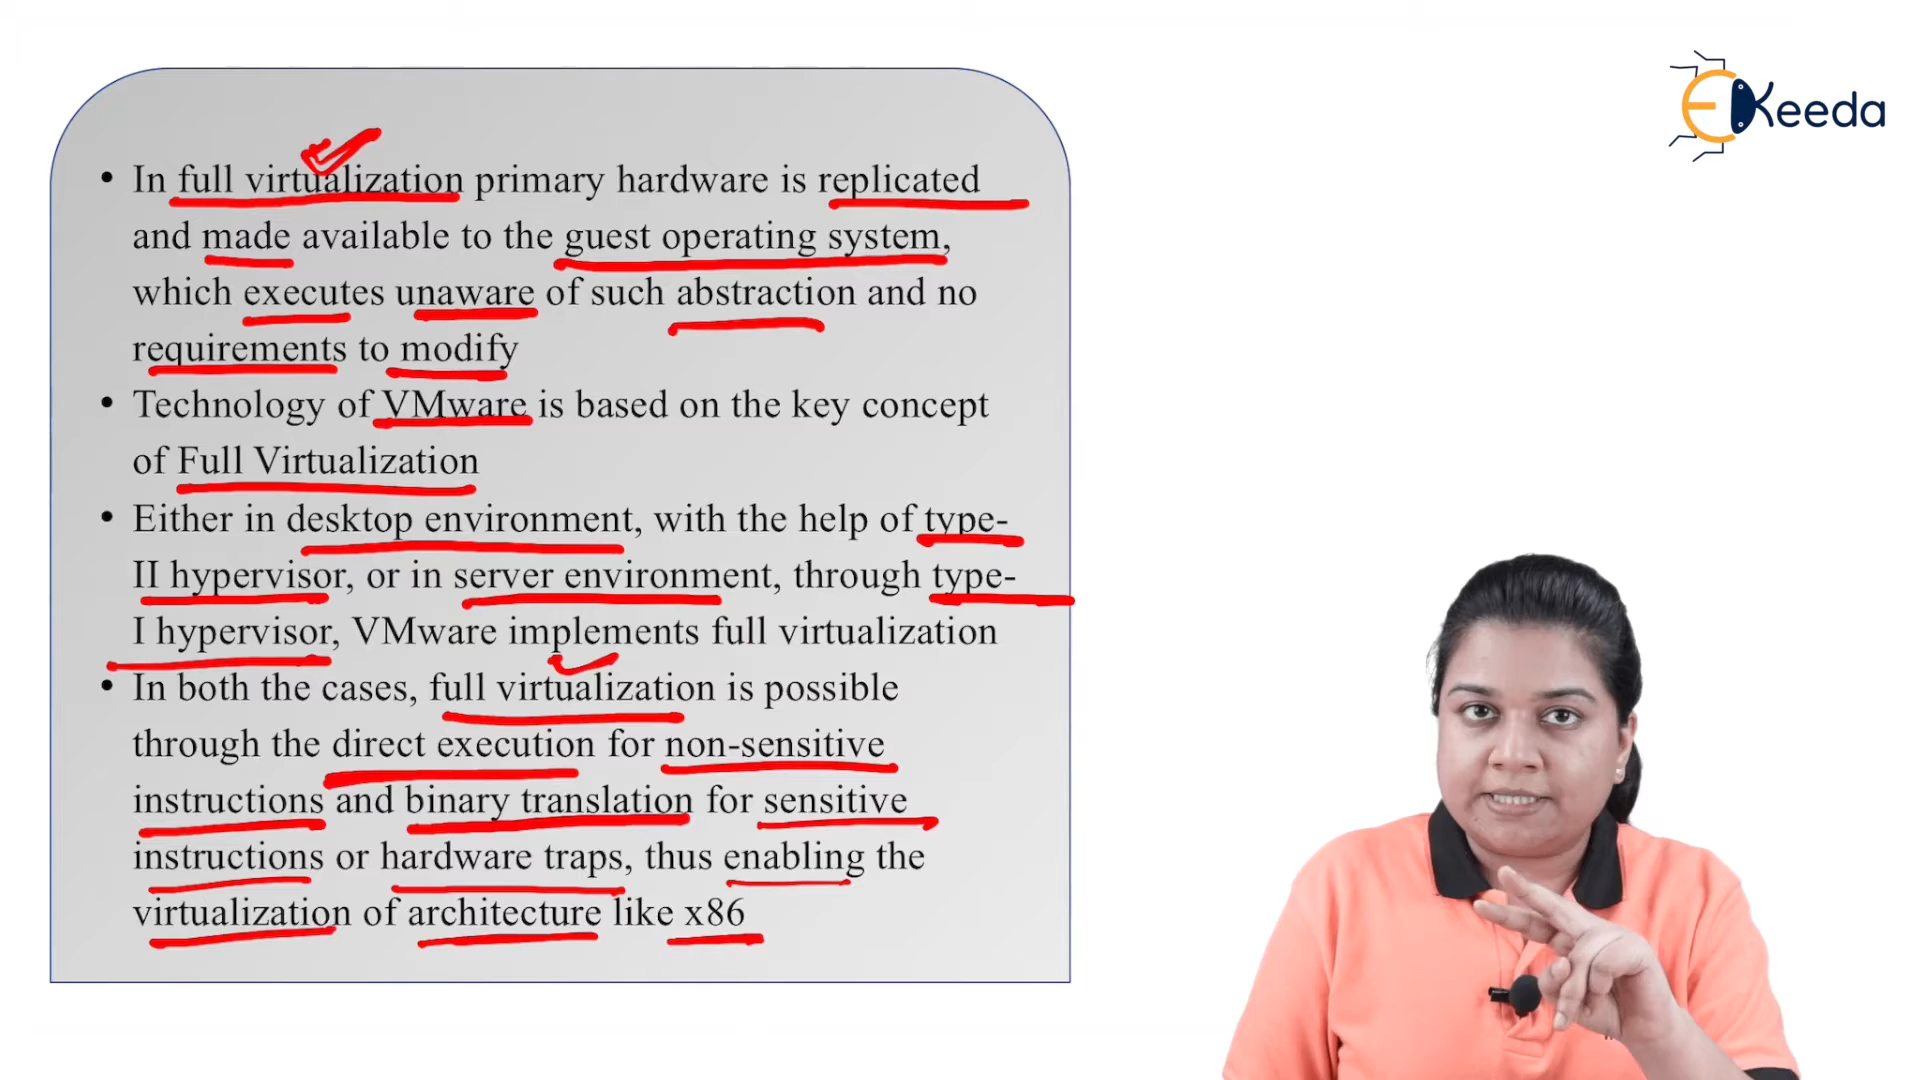 EKeeda
• In full virtualization primary hardware is replicated
and made available to the guest operating system,
which executes unaware of such abstraction and no
requirements to modify
• Technology of VMware is based on the key concept
of Full Virtualization
• Either in desktop environment, with the help of type-
II hypervisor, or in server environment, through type-
I hypervisor, VMware implements full virtualization
• In both the cases, full virtualization is possible
through the direct execution for non-sensitive
instructions and binary translation for sensitive
instructions or hardware traps, thus enabling the
virtualization of architecture like x86